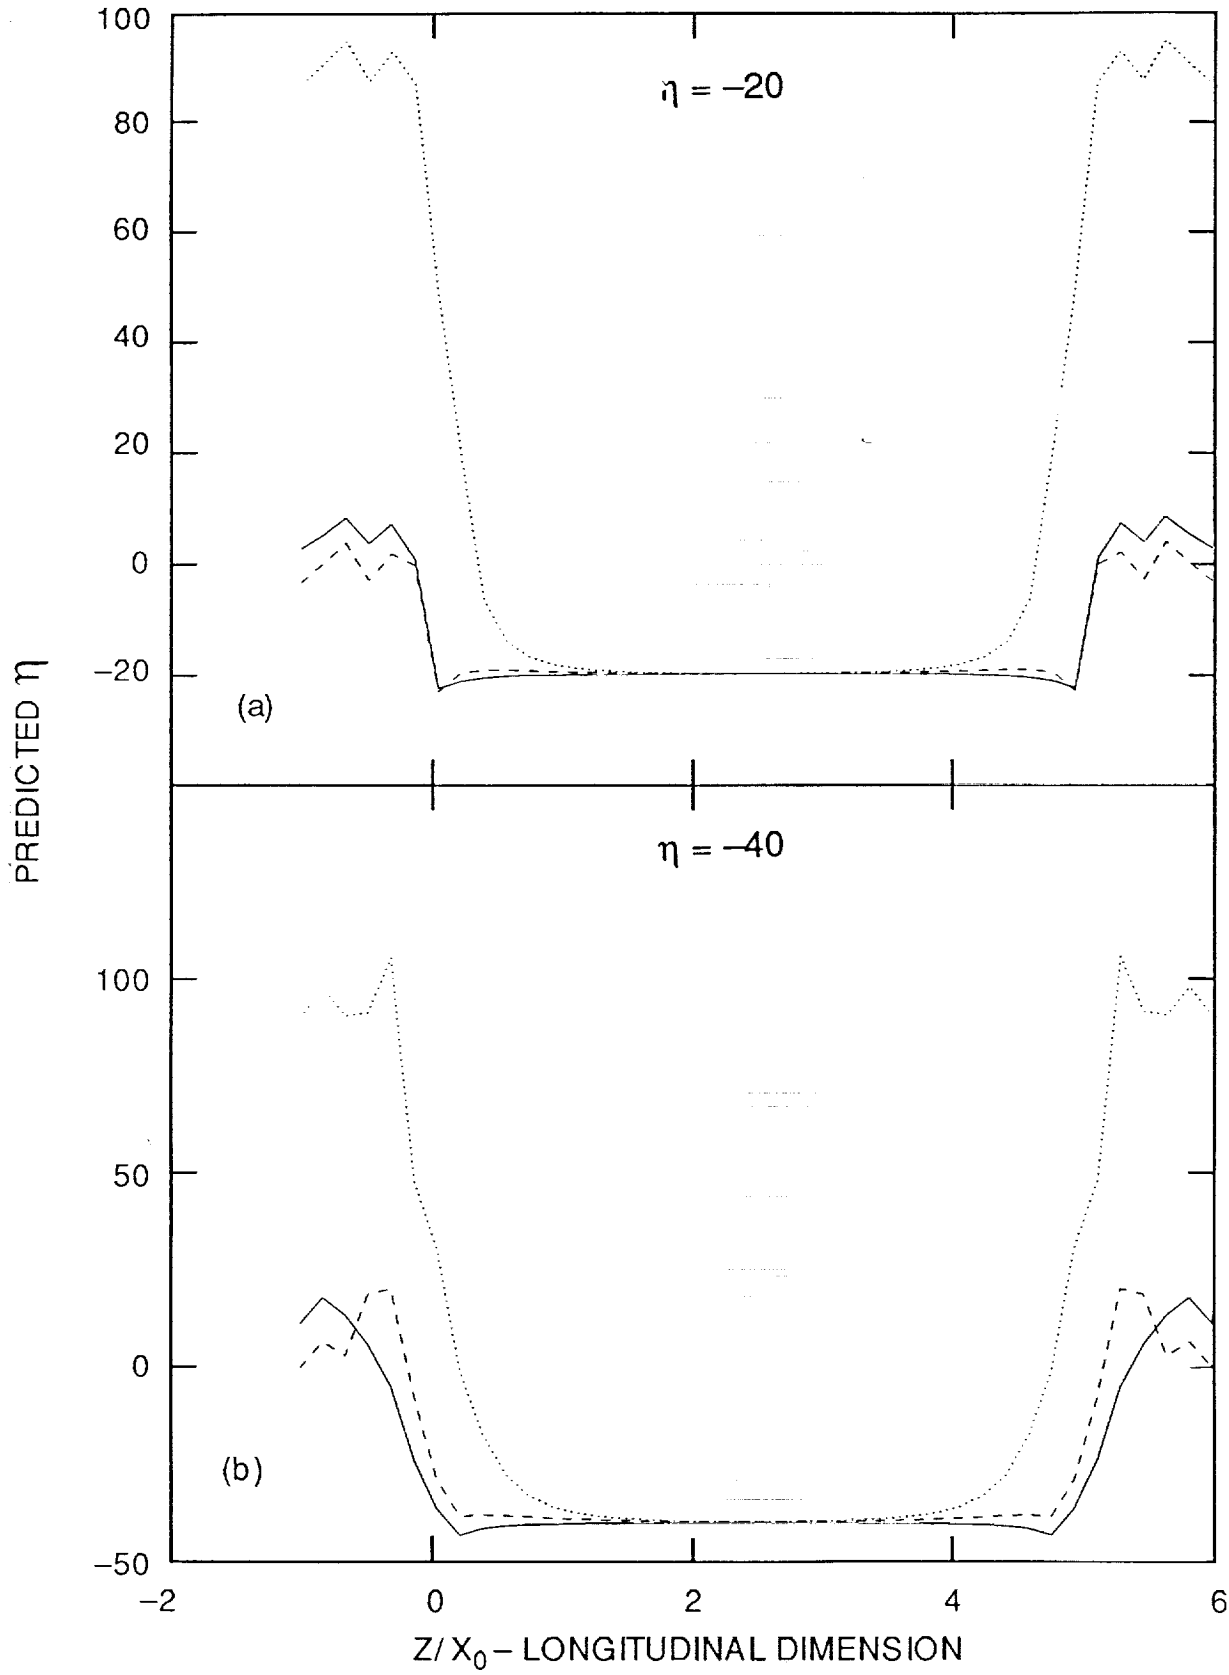 100
80
60
40
20
0
−20
η = −20
(a)
PREDICTED η
η = −40
100
50
0
−50
(b)
−2 0 2 4 6
Z/X₀ – LONGITUDINAL DIMENSION